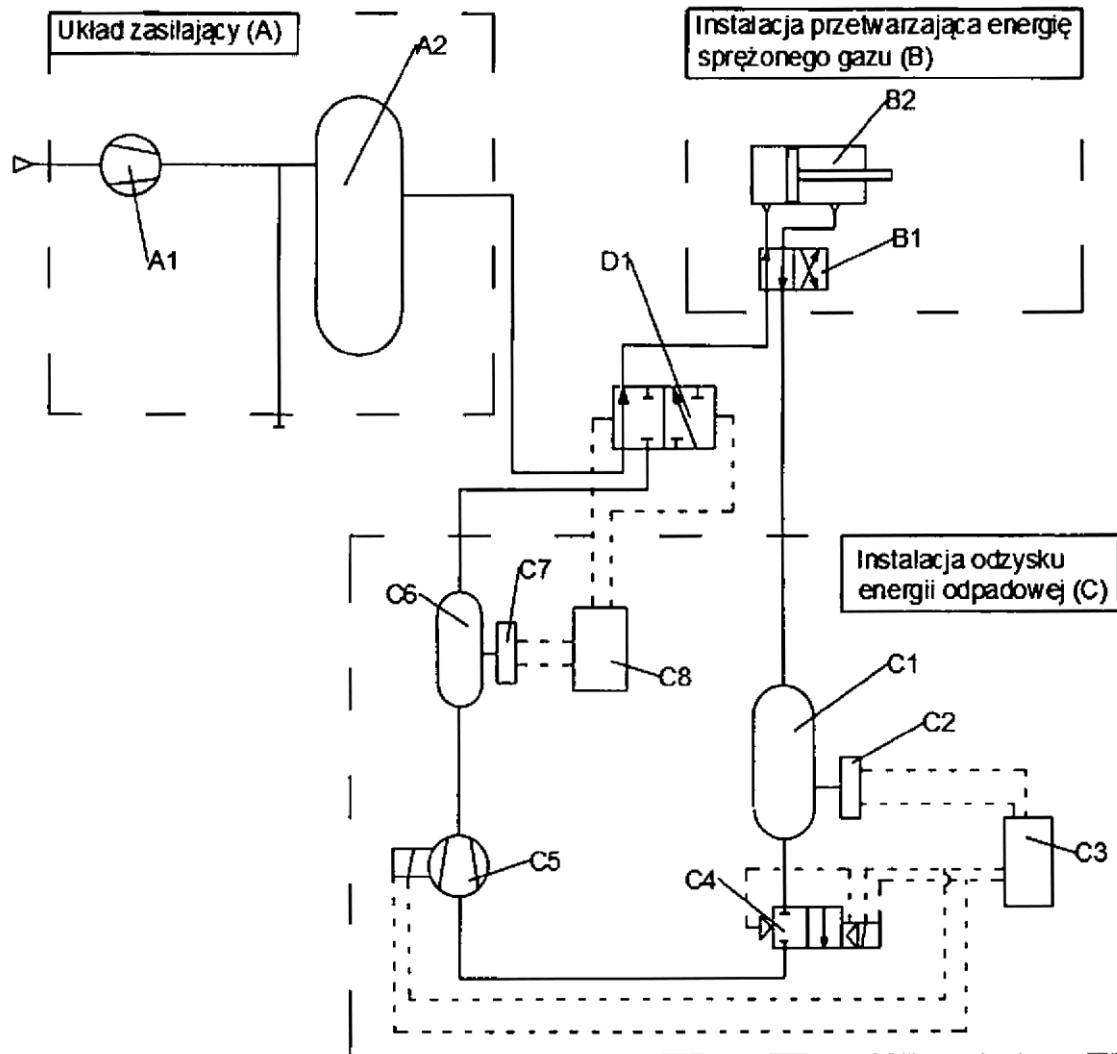 Układ zasilający (A)
A2
A1
Instalacja przetwarzająca energię
sprężonego gazu (B)
B2
B1
D1
Instalacja odzysku
energii odpadowej (C)
C7
C6
C8
C1
C2
C3
C5
C4